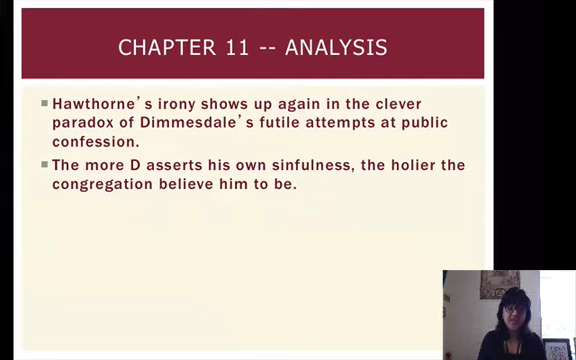 CHAPTER 11 -- ANALYSIS
Hawthorne's irony shows up again in the clever
paradox of Dimmesdale's futile attempts at public
confession.
The more D asserts his own sinfulness, the holier the
congregation believe him to be.